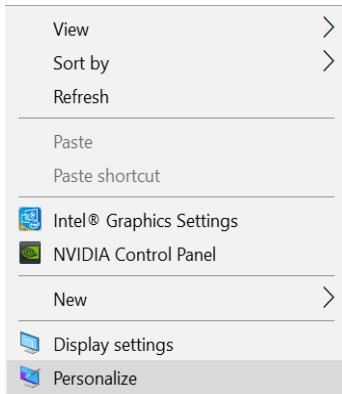 View
Sort by
Refresh
Paste
Paste shortcut
Intel® Graphics Settings
NVIDIA Control Panel
New
Display settings
Personalize